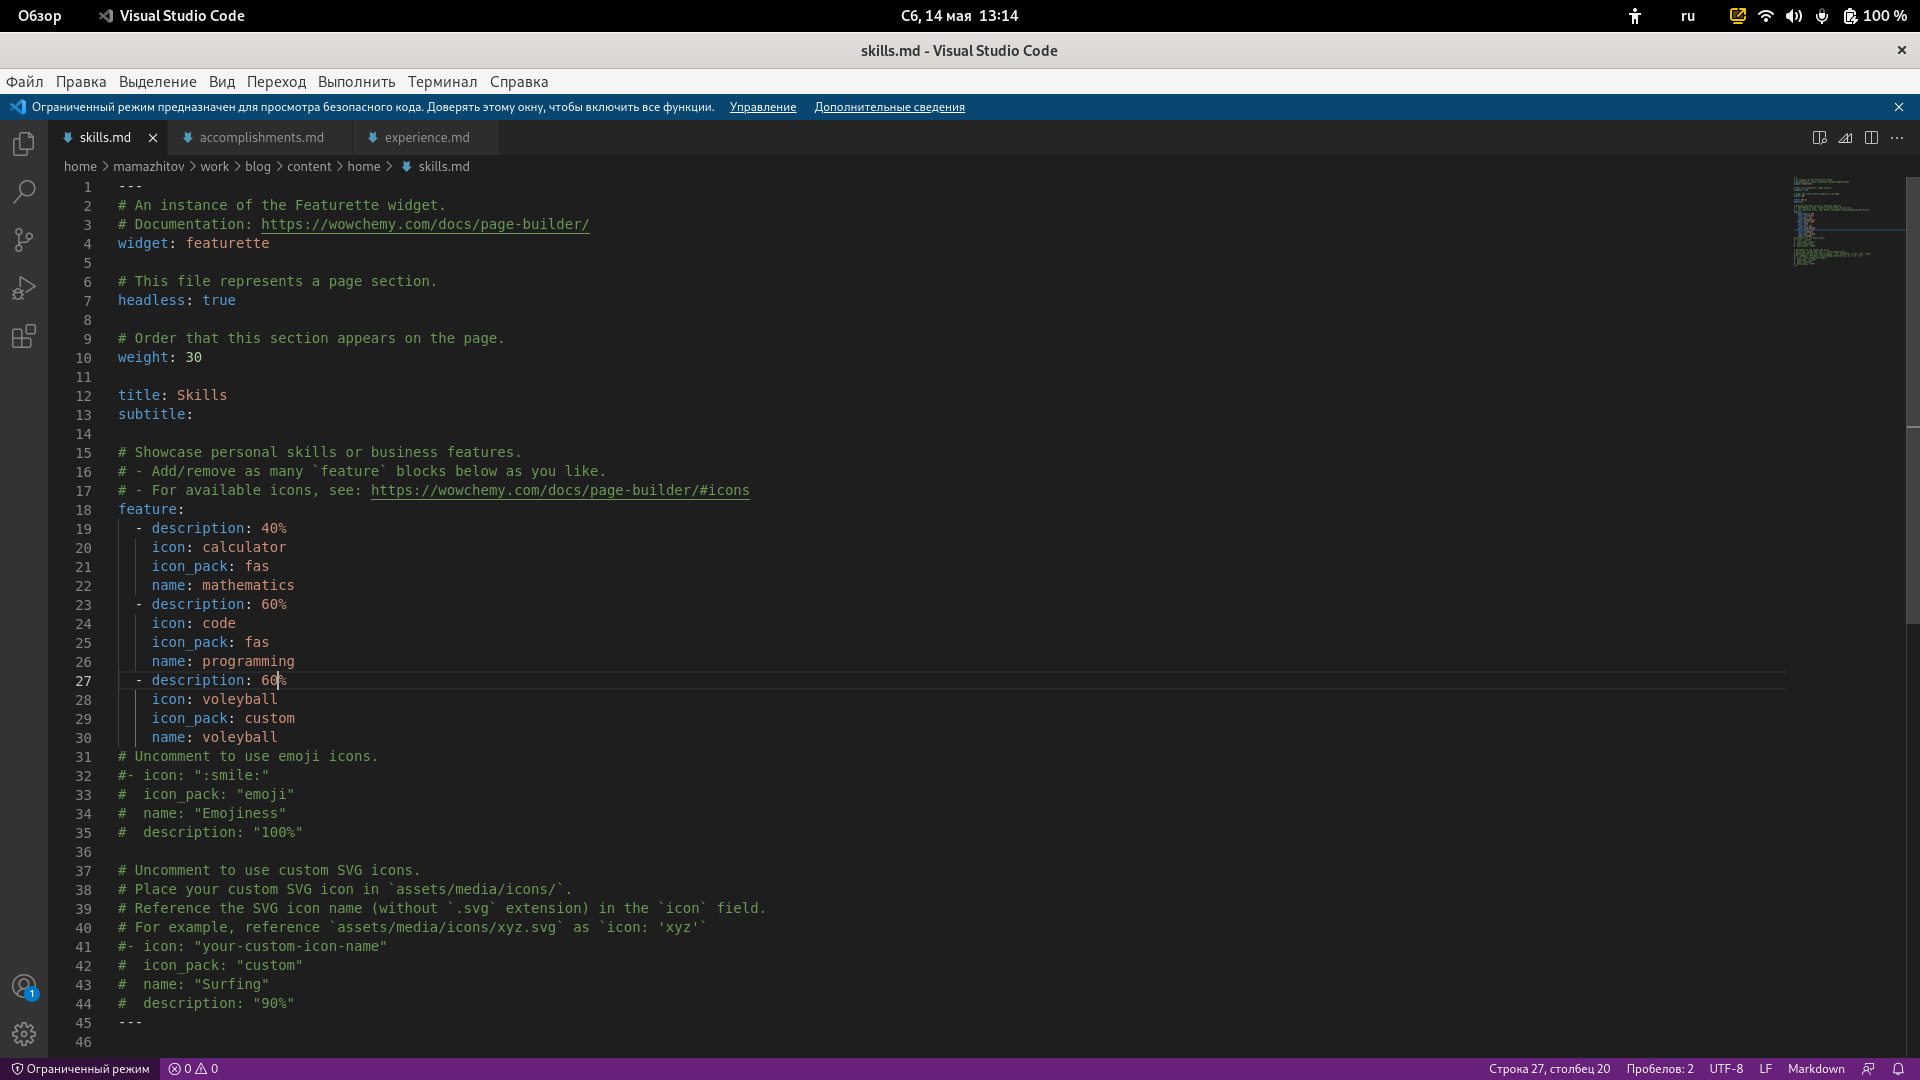 Обзор Visual Studio Code Сб, 14 мая 13:14 ru 100 %
skills.md - Visual Studio Code
Файл Правка Выделение Вид Переход Выполнить Терминал Справка
Ограниченный режим предназначен для просмотра безопасного кода. Доверять этому окну, чтобы включить все функции. Управление Дополнительные сведения
skills.md accomplishments.md experience.md
home > mamazhitov > work > blog > content > home > skills.md
1 ---
2 # An instance of the Featurette widget.
3 # Documentation: https://wowchemy.com/docs/page-builder/
4 widget: featurette
5
6 # This file represents a page section.
7 headless: true
8
9 # Order that this section appears on the page.
10 weight: 30
11
12 title: Skills
13 subtitle:
14
15 # Showcase personal skills or business features.
16 # - Add/remove as many `feature` blocks below as you like.
17 # - For available icons, see: https://wowchemy.com/docs/page-builder/#icons
18 feature:
19   - description: 40%
20     icon: calculator
21     icon_pack: fas
22     name: mathematics
23   - description: 60%
24     icon: code
25     icon_pack: fas
26     name: programming
27   - description: 60%
28     icon: voleyball
29     icon_pack: custom
30     name: voleyball
31 # Uncomment to use emoji icons.
32 #- icon: ":smile:"
33 #  icon_pack: "emoji"
34 #  name: "Emojiness"
35 #  description: "100%"
36
37 # Uncomment to use custom SVG icons.
38 # Place your custom SVG icon in `assets/media/icons/`.
39 # Reference the SVG icon name (without `.svg` extension) in the `icon` field.
40 # For example, reference `assets/media/icons/xyz.svg` as `icon: 'xyz'`
41 #- icon: "your-custom-icon-name"
42 #  icon_pack: "custom"
43 #  name: "Surfing"
44 #  description: "90%"
45 ---
46
1
Ограниченный режим 0 0 Строка 27, столбец 20 Пробелов: 2 UTF-8 LF Markdown